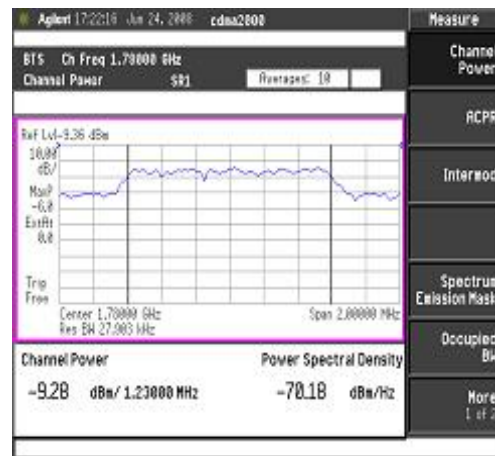 Agilent 17:22:16 Jun 24, 2008 cdma2000
Measure
BTS Ch Freq 1.78000 GHz
Channel Power SR1 Averages: 10
Channel
Power
ACPR
Intermod
Spectrum
Emission Mask
Occupied
BW
More
1 of 2
Ref Lvl-9.36 dBm
10.00
dB/
MaxP
-6.0
ExtAt
0.0
Trig
Free
Center 1.78000 GHz Span 2.00000 MHz
Res BW 27.903 kHz
Channel Power Power Spectral Density
-9.28 dBm/ 1.23000 MHz -70.18 dBm/Hz